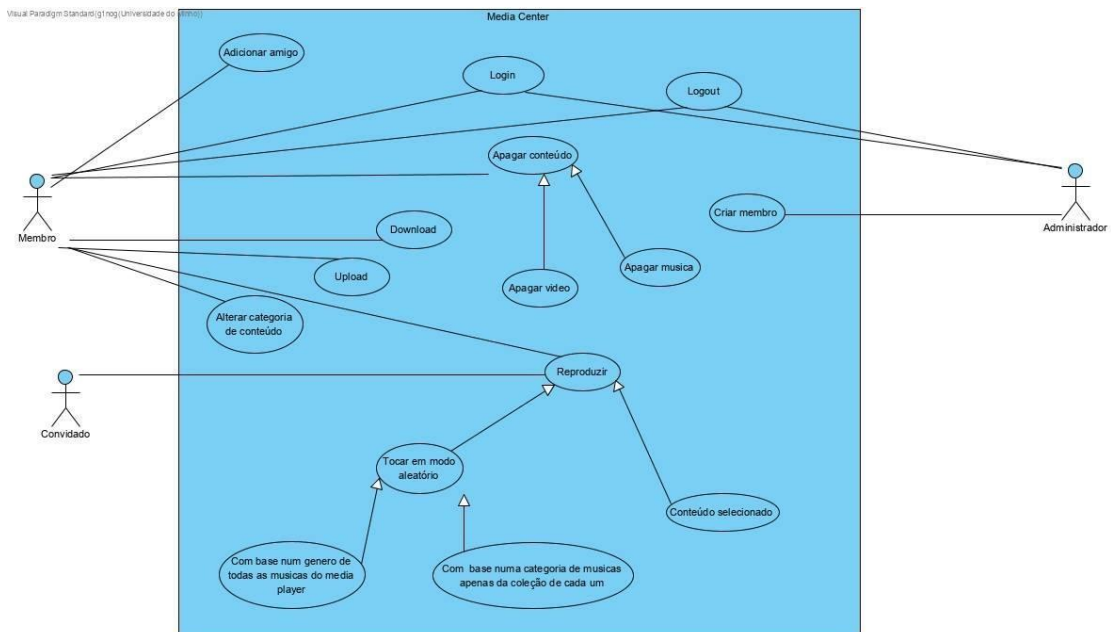 Visual Paradigm Standard(g1nog(Universidade do Minho))
Media Center
Adicionar amigo
Login
Logout
Apagar conteúdo
Membro
Criar membro
Administrador
Download
Upload
Apagar video
Apagar musica
Alterar categoria
de conteúdo
Reproduzir
Convidado
Tocar em modo
aleatório
Conteúdo selecionado
Com base num genero de
todas as musicas do media
player
Com base numa categoria de musicas
apenas da coleção de cada um